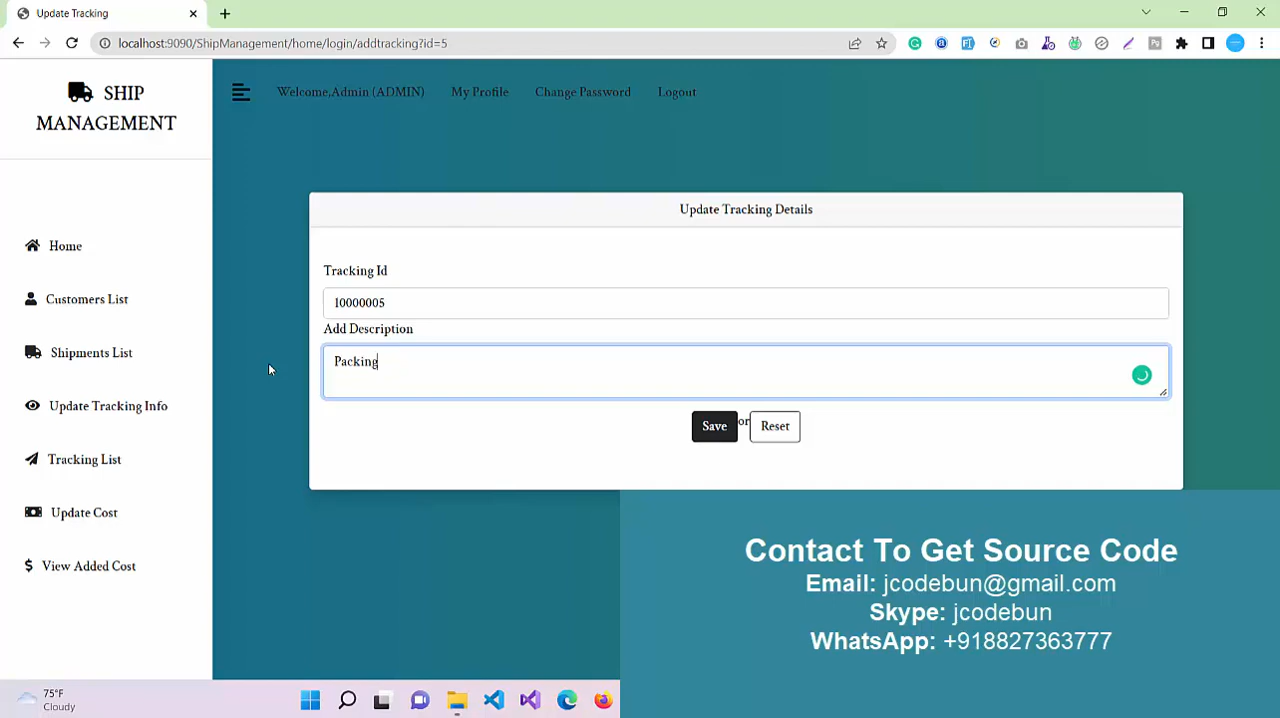 Update Tracking
localhost:9090/ShipManagement/home/login/addtracking?id=5
SHIP
MANAGEMENT
Welcome,Admin (ADMIN) My Profile Change Password Logout
Home
Customers List
Shipments List
Update Tracking Info
Tracking List
Update Cost
View Added Cost
Update Tracking Details
Tracking Id
10000005
Add Description
Packing
Save or Reset
Contact To Get Source Code
Email: jcodebun@gmail.com
Skype: jcodebun
WhatsApp: +918827363777
75°F
Cloudy